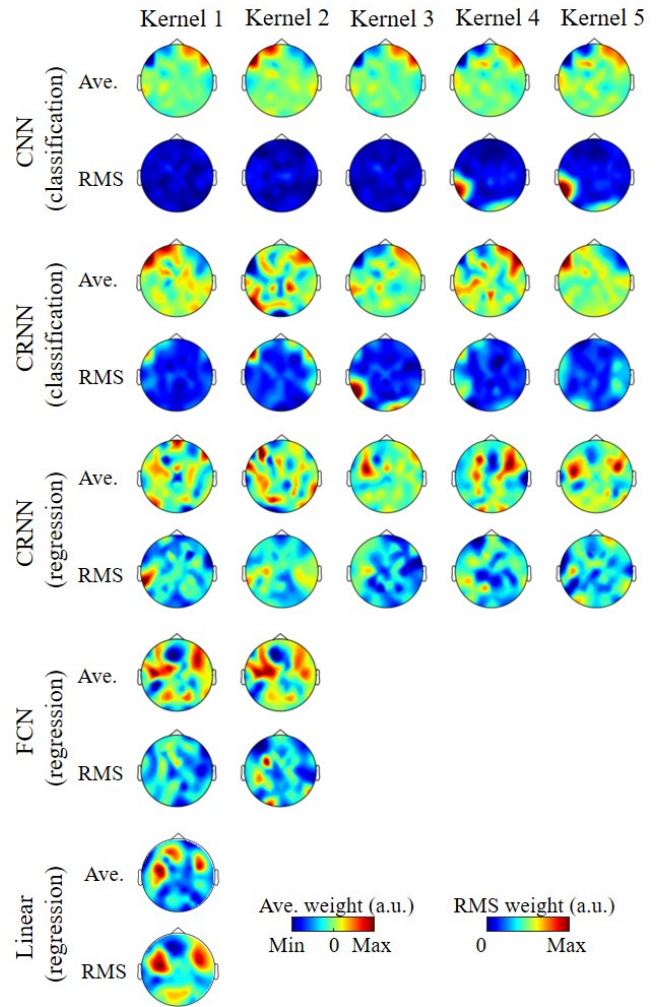 Kernel 1 Kernel 2 Kernel 3 Kernel 4 Kernel 5
CNN
(classification)
Ave.
RMS
CRNN
(classification)
Ave.
RMS
CRNN
(regression)
Ave.
RMS
FCN
(regression)
Ave.
RMS
Linear
(regression)
Ave.
RMS
Ave. weight (a.u.)
Min 0 Max
RMS weight (a.u.)
0 Max